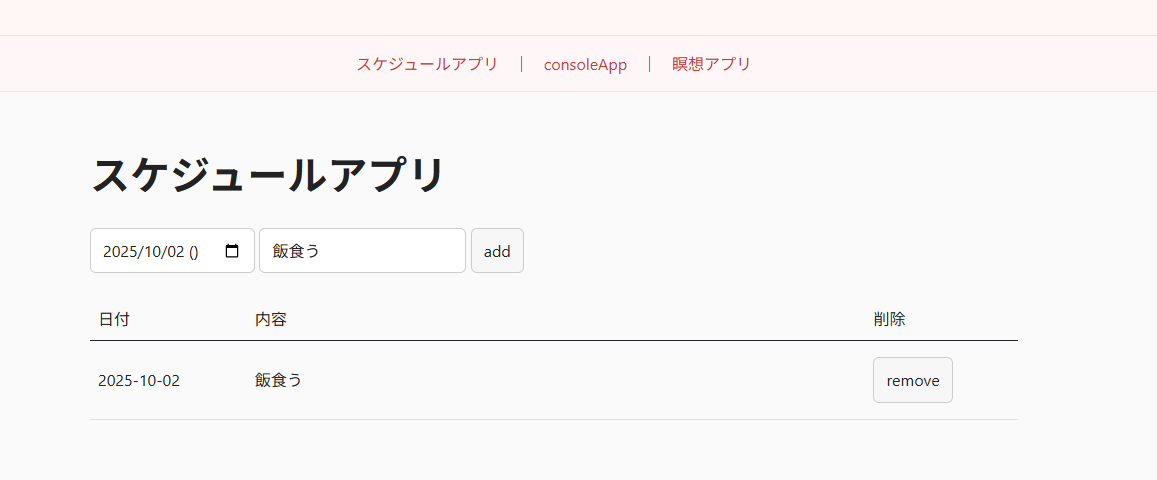 スケジュールアプリ | consoleApp | 瞑想アプリ
スケジュールアプリ
2025/10/02 () 飯食う add
日付 内容 削除
2025-10-02 飯食う remove